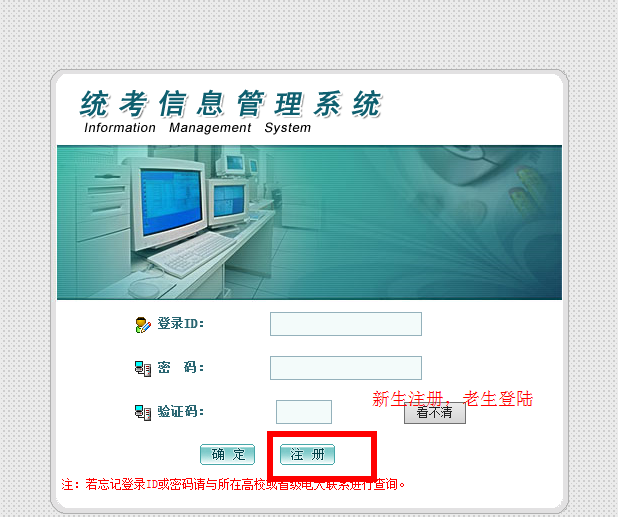 统考信息管理系统
Information Management System
登录ID：
密 码：
新生注册，老生登陆
验证码：
看不清
确 定
注 册
注：若忘记登录ID或密码请与所在高校或省级电大联系进行查询。